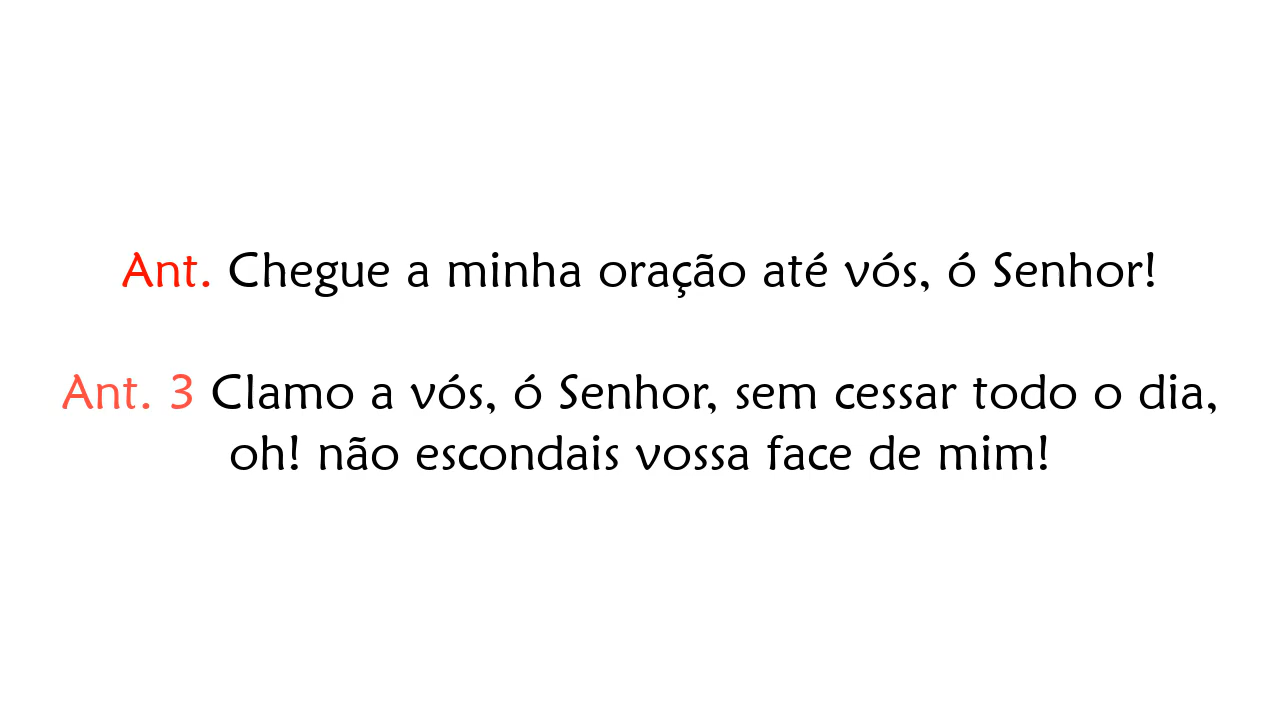 Ant. Chegue a minha oração até vós, ó Senhor!
Ant. 3 Clamo a vós, ó Senhor, sem cessar todo o dia,
oh! não escondais vossa face de mim!